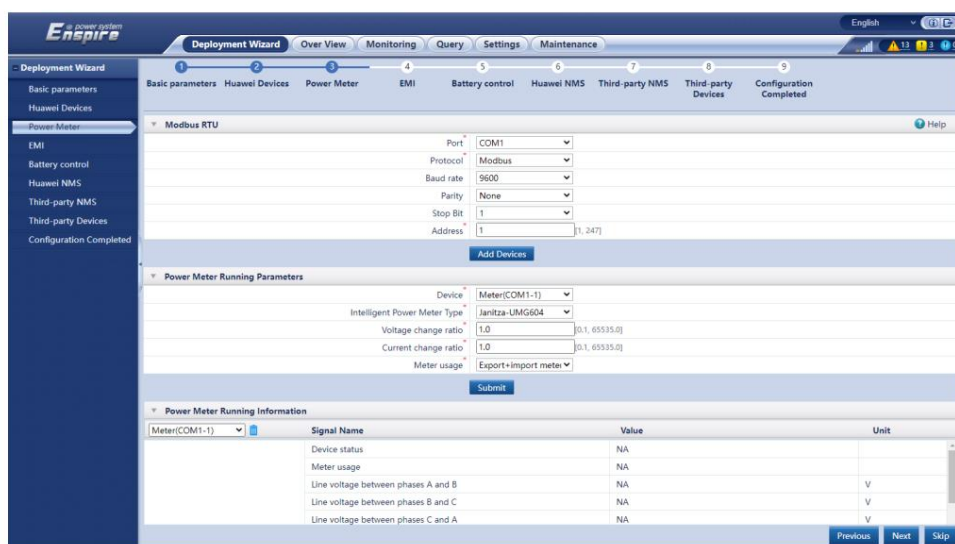 power system
Enspire
English
Deployment Wizard Over View Monitoring Query Settings Maintenance
13 3
Deployment Wizard
Basic parameters
Huawei Devices
Power Meter
EMI
Battery control
Huawei NMS
Third-party NMS
Third-party Devices
Configuration Completed
1 2 3 4 5 6 7 8 9
Basic parameters Huawei Devices Power Meter EMI Battery control Huawei NMS Third-party NMS Third-party Configuration
Devices Completed
Modbus RTU Help
Port * COM1
Protocol * Modbus
Baud rate 9600
Parity None
Stop Bit 1
Address * 1 [1, 247]
Add Devices
Power Meter Running Parameters
Device * Meter(COM1-1)
Intelligent Power Meter Type * Janitza-UMG604
Voltage change ratio * 1.0 [0.1, 65535.0]
Current change ratio * 1.0 [0.1, 65535.0]
Meter usage * Export+import meter
Submit
Power Meter Running Information
Meter(COM1-1) Signal Name Value Unit
Device status NA
Meter usage NA
Line voltage between phases A and B NA V
Line voltage between phases B and C NA V
Line voltage between phases C and A NA V
Previous Next Skip